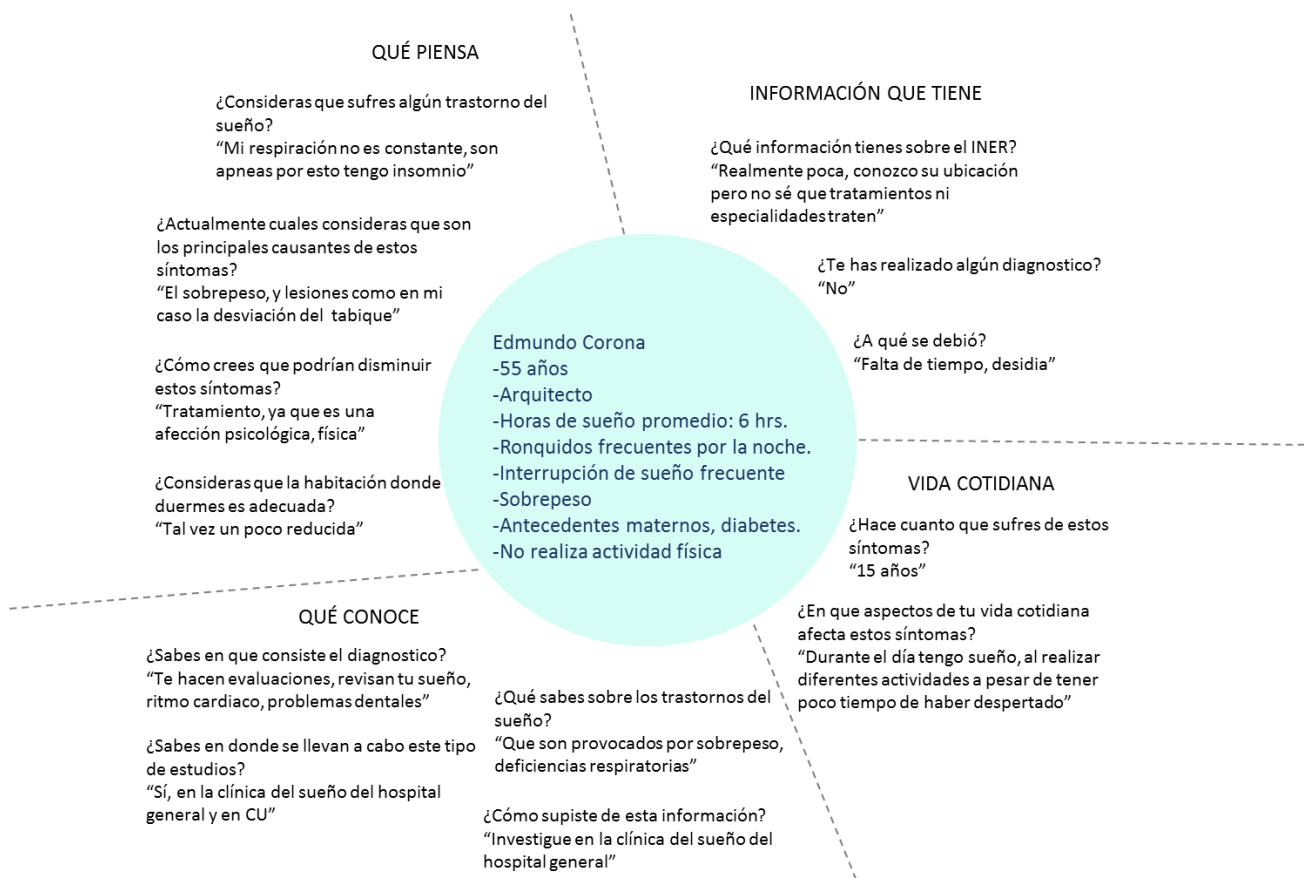 QUÉ PIENSA
¿Consideras que sufres algún trastorno del
sueño?
“Mi respiración no es constante, son
apneas por esto tengo insomnio”
¿Actualmente cuales consideras que son
los principales causantes de estos
síntomas?
“El sobrepeso, y lesiones como en mi
caso la desviación del tabique”
¿Cómo crees que podrían disminuir
estos síntomas?
“Tratamiento, ya que es una
afección psicológica, física”
¿Consideras que la habitación donde
duermes es adecuada?
“Tal vez un poco reducida”
INFORMACIÓN QUE TIENE
¿Qué información tienes sobre el INER?
“Realmente poca, conozco su ubicación
pero no sé que tratamientos ni
especialidades traten”
¿Te has realizado algún diagnostico?
“No”
¿A qué se debió?
“Falta de tiempo, desidia”
Edmundo Corona
-55 años
-Arquitecto
-Horas de sueño promedio: 6 hrs.
-Ronquidos frecuentes por la noche.
-Interrupción de sueño frecuente
-Sobrepeso
-Antecedentes maternos, diabetes.
-No realiza actividad física
VIDA COTIDIANA
¿Hace cuanto que sufres de estos
síntomas?
“15 años”
¿En que aspectos de tu vida cotidiana
afecta estos síntomas?
“Durante el día tengo sueño, al realizar
diferentes actividades a pesar de tener
poco tiempo de haber despertado”
QUÉ CONOCE
¿Sabes en que consiste el diagnostico?
“Te hacen evaluaciones, revisan tu sueño,
ritmo cardiaco, problemas dentales”
¿Sabes en donde se llevan a cabo este tipo
de estudios?
“Sí, en la clínica del sueño del hospital
general y en CU”
¿Qué sabes sobre los trastornos del
sueño?
“Que son provocados por sobrepeso,
deficiencias respiratorias”
¿Cómo supiste de esta información?
“Investigue en la clínica del sueño del
hospital general”